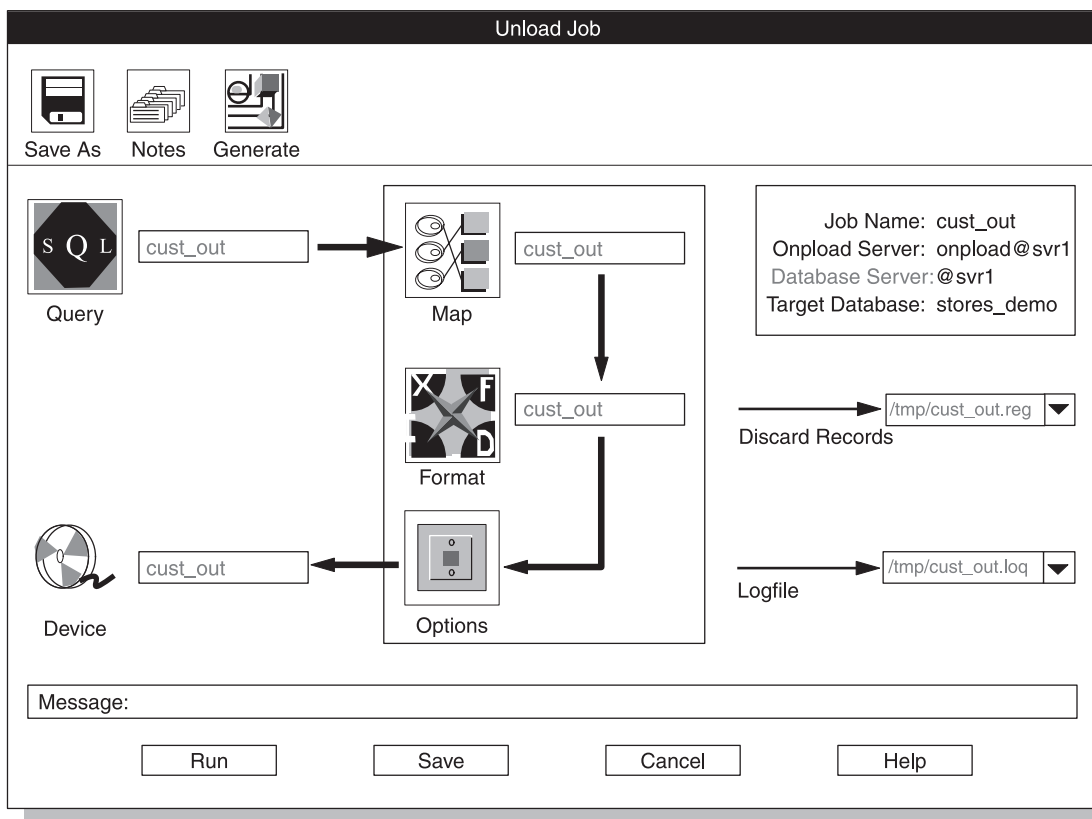 Unload Job
Save As
Notes
Generate
S Q L
Query
cust_out
Map
cust_out
Job Name: cust_out
Onpload Server: onpload@svr1
Database Server:@svr1
Target Database: stores_demo
X F
D
Format
cust_out
/tmp/cust_out.reg
Discard Records
Device
cust_out
Options
/tmp/cust_out.loq
Logfile
Message:
Run
Save
Cancel
Help